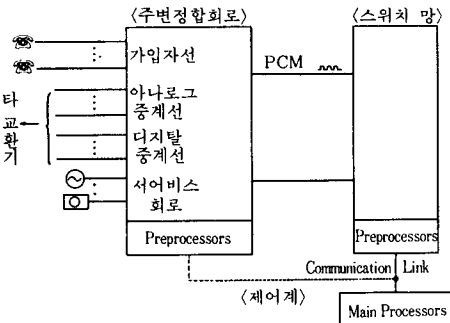 〈주변정합회로〉
〈스위치 망〉
가입자선
PCM
타
교
환
기
아나로그
중계선
디지탈
중계선
서어비스
회로
Preprocessors
Preprocessors
Communication Link
〈제어계〉
Main Processors